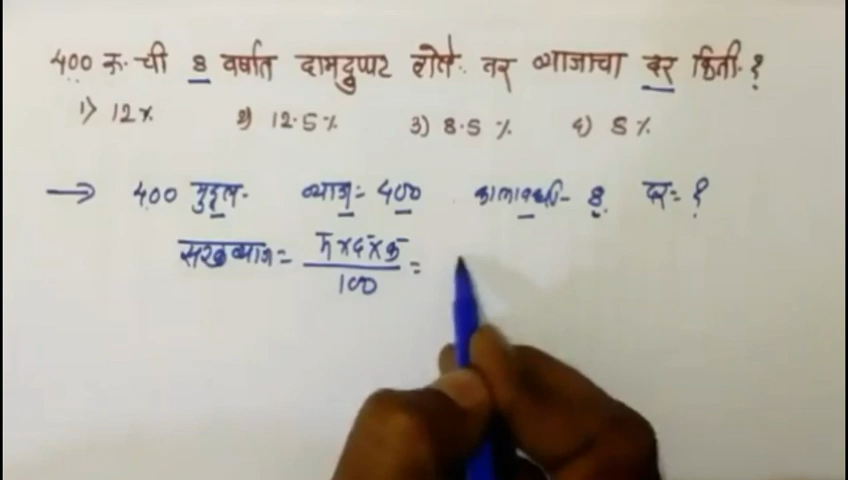 400 रू. ची 8 वर्षात दामदुप्पट होते. तर व्याजाचा दर किती ?
1) 12% 2) 12.5% 3) 8.5 % 4) 5 %
→ 400 मुद्दल- व्याज = 400 कालावधी- 8 दर = ?
सरळव्याज = म×द×क / 100 =